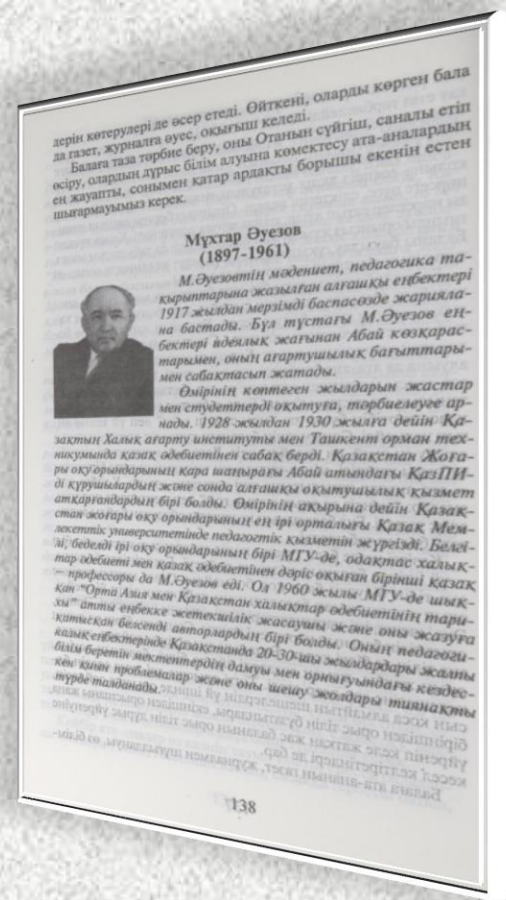 дерін көтерулері де әсер етеді. Өйткені, оларды көрген бала
да газет, журналға әуес, оқығыш келеді.
Балаға таза тәрбие беру, оны Отанын сүйгіш, саналы етіп
өсіру, олардың дұрыс білім алуына көмектесу ата-аналардың
ең жауапты, сонымен қатар ардақты борышы екенін естен
шығармауымыз керек.
Мұхтар Әуезов
(1897-1961)
М.Әуезовтің мәдениет, педагогика та-
қырыптарына жазылған алғашқы еңбектері
1917 жылдан мерзімді баспасөзде жариялa-
на бастады. Бұл тұстағы М.Әуезов ең-
бектері идеялық жағынан Абай көзқарас-
тарымен, оның ағартушылық бағыттары-
мен сабақтасып жатады.
Өмірінің көптеген жылдарын жастар
мен студенттерді оқытуға, тәрбиелеуге ар-
нады. 1928 жылдан 1930 жылға дейін Қа-
зақтың Халық ағарту институты мен Ташкент орман тех-
никумында қазақ әдебиетінен сабақ берді. Қазақстан Жоға-
ры оқу орындарының қара шаңырағы Абай атындағы ҚазПИ-
ді құрушылардың және сонда алғашқы оқытушылық қызмет
атқарғандардың бірі болды. Өмірінің ақырына дейін Қазақ-
стан жоғары оқу орындарының ең ірі орталығы Қазақ Мем-
лекеттік университетінде педагогтік қызметін жүргізді. Белгі-
лі, беделді ірі оқу орындарының бірі МГУ-де, одақтас халық-
тар әдебиеті мен қазақ әдебиетінен дәріс оқыған бірінші қазақ
– профессоры да М.Әуезов еді. Ол 1960 жылы МГУ-де шық-
қан "Орта Азия мен Қазақстан халықтар әдебиетінің тари-
хы" атты еңбекке жетекшілік жасаушы және оны жазуға
қатысқан белсенді авторлардың бірі болды. Оның педагоги-
калық еңбектерінде Қазақстанда 20-30-шы жылдардары жалпы
білім беретін мектептердің дамуы мен орнығуындағы кездес-
кен қиын проблемалар және оны шешу жолдары тиянақты
түрде талданады.
138